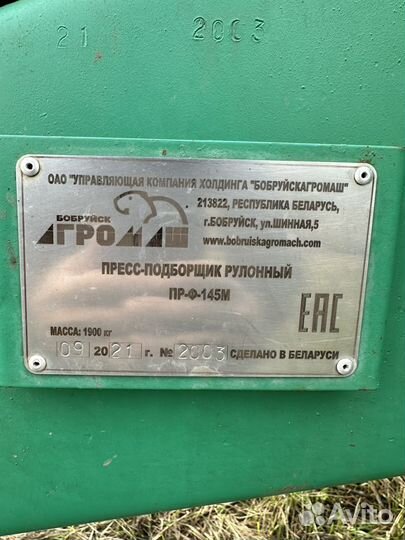 21 2003
ОАО "УПРАВЛЯЮЩАЯ КОМПАНИЯ ХОЛДИНГА "БОБРУЙСКАГРОМАШ"
213822, РЕСПУБЛИКА БЕЛАРУСЬ,
г.БОБРУЙСК, ул.ШИННАЯ,5
www.bobruiskagromach.com
БОБРУЙСК
АГРОМАШ
ПРЕСС-ПОДБОРЩИК РУЛОННЫЙ
ПР-Ф-145М
EAC
МАССА: 1900 кг
09 2021 г. № 2003 СДЕЛАНО В БЕЛАРУСИ
Avito